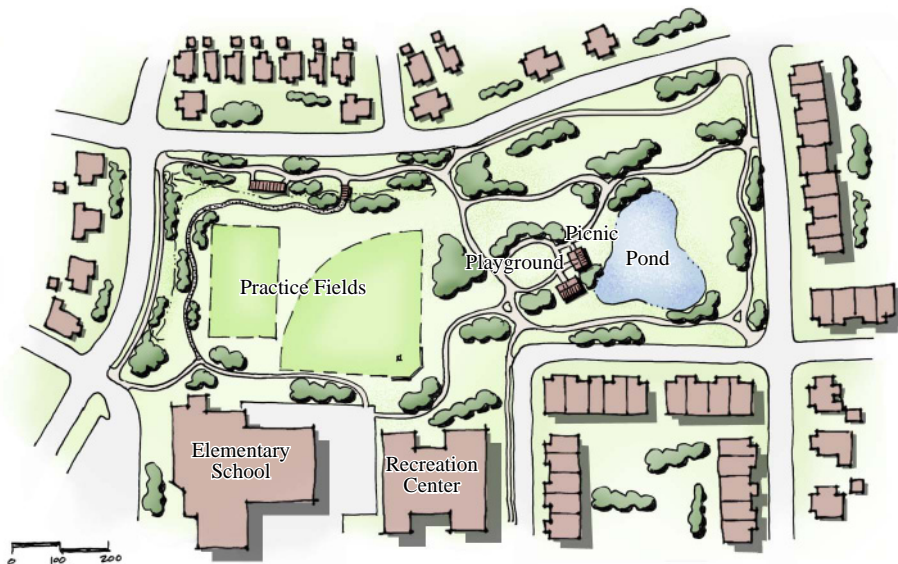 Picnic
Playground
Pond
Practice Fields
Elementary
School
Recreation
Center
0 100 200